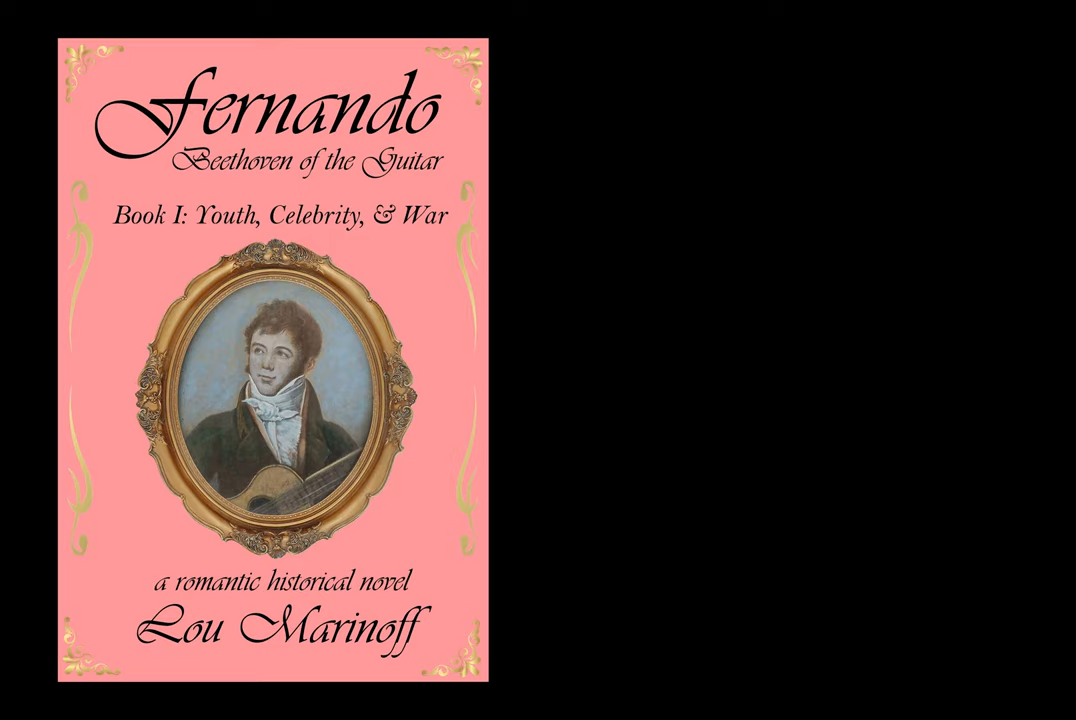 Fernando
Beethoven of the Guitar
Book I: Youth, Celebrity, & War
a romantic historical novel
Lou Marinoff